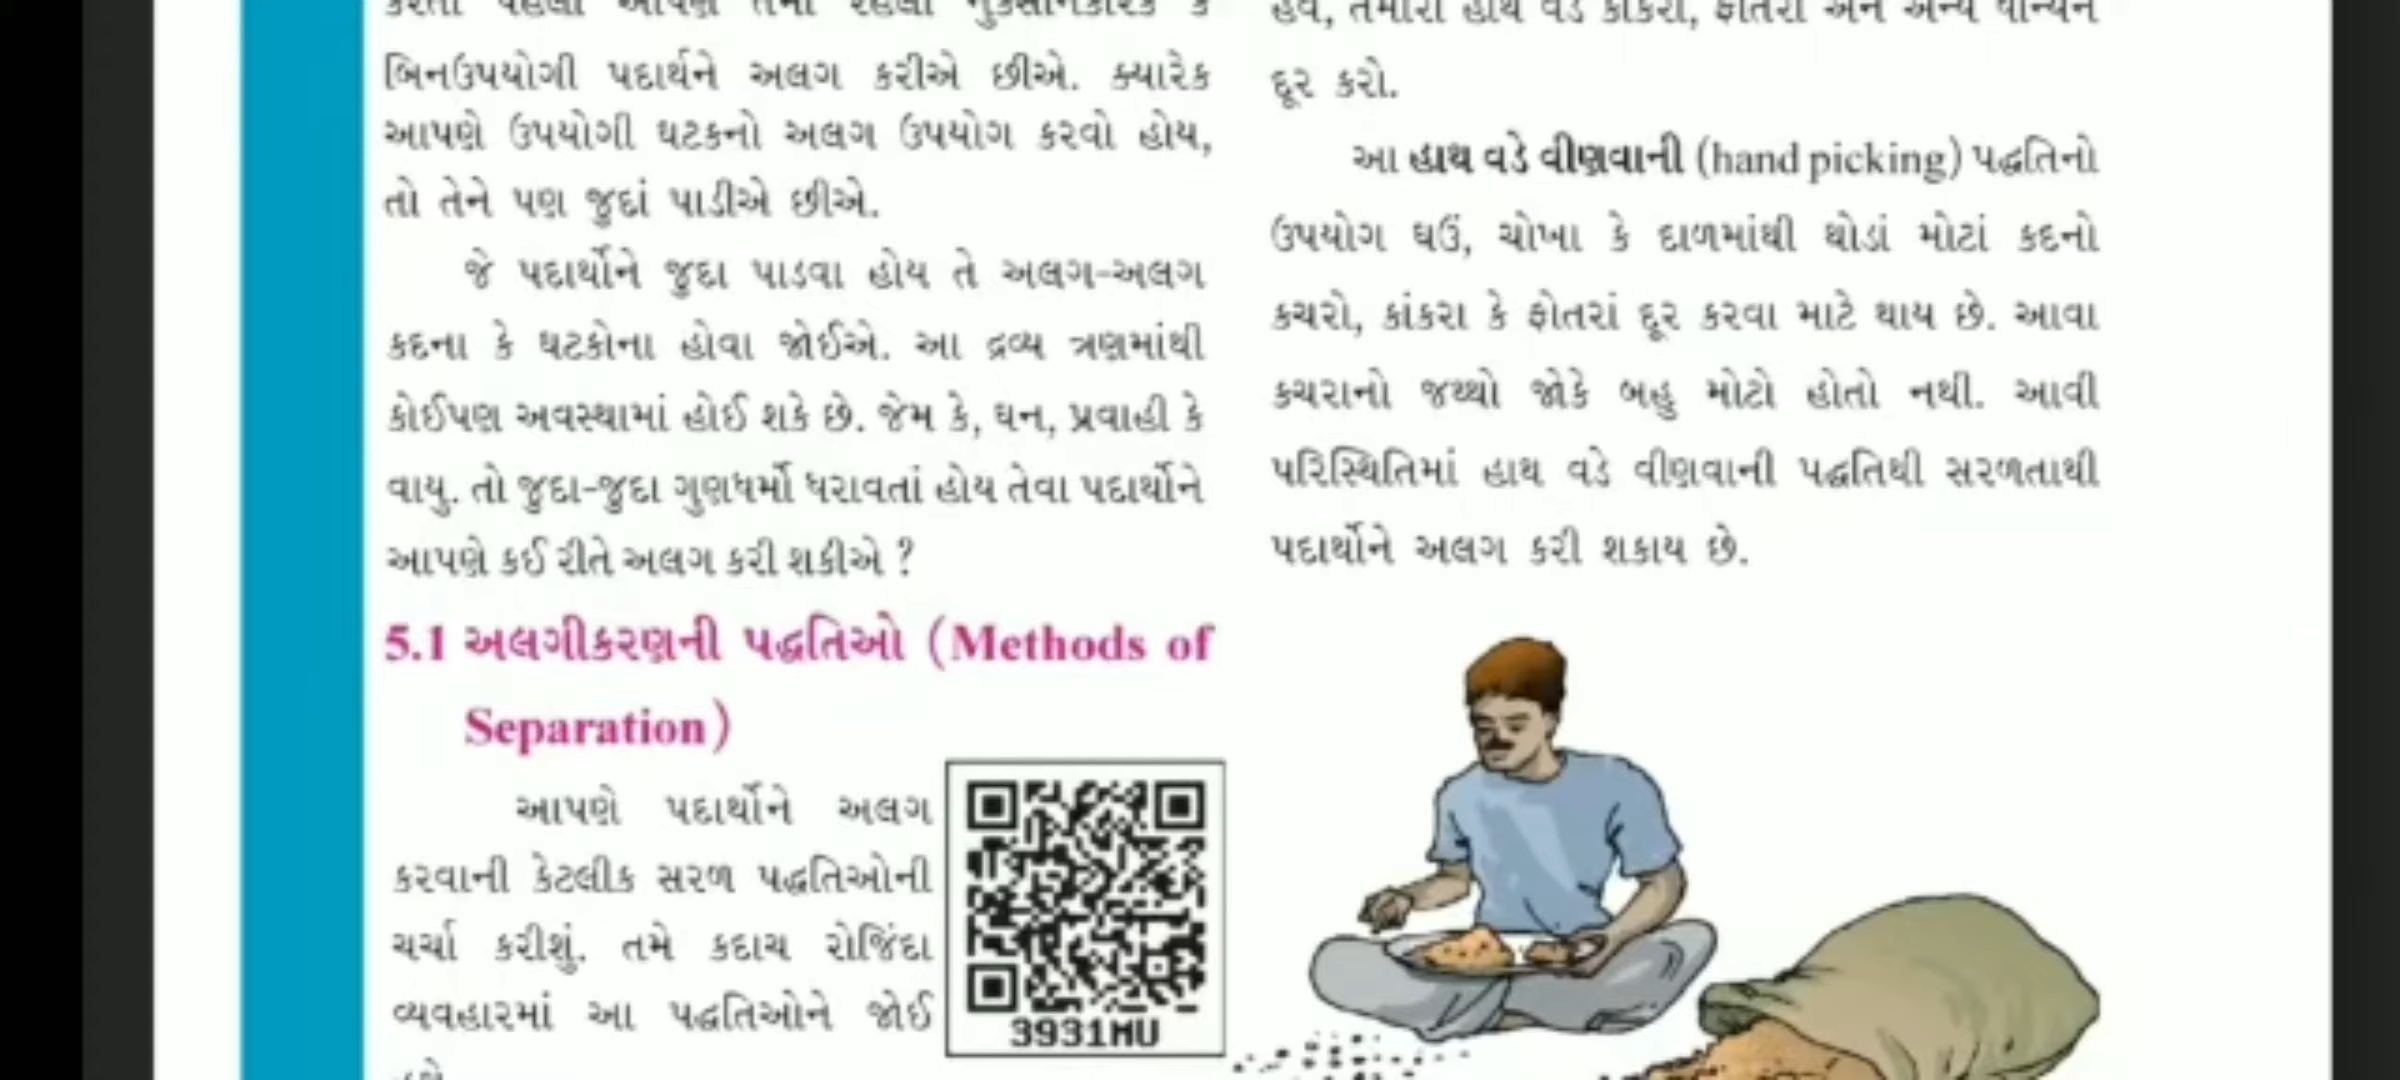 બિનઉપયોગી પદાર્થને અલગ કરીએ છીએ. ક્યારેક
આપણે ઉપયોગી ઘટકનો અલગ ઉપયોગ કરવો હોય,
તો તેને પણ જુદાં પાડીએ છીએ.
જે પદાર્થોને જુદા પાડવા હોય તે અલગ-અલગ
કદના કે ઘટકોના હોવા જોઈએ. આ દ્રવ્ય ત્રણમાંથી
કોઈપણ અવસ્થામાં હોઈ શકે છે. જેમ કે, ઘન, પ્રવાહી કે
વાયુ. તો જુદા-જુદા ગુણધર્મો ધરાવતાં હોય તેવા પદાર્થોને
આપણે કઈ રીતે અલગ કરી શકીએ ?
5.1 અલગીકરણની પદ્ધતિઓ (Methods of
Separation)
આપણે પદાર્થોને અલગ
કરવાની કેટલીક સરળ પદ્ધતિઓની
ચર્ચા કરીશું. તમે કદાચ રોજિંદા
વ્યવહારમાં આ પદ્ધતિઓને જોઈ
3931MU
દૂર કરો.
આ હાથ વડે વીણવાની (hand picking) પદ્ધતિનો
ઉપયોગ ઘઉં, ચોખા કે દાળમાંથી થોડાં મોટાં કદનો
કચરો, કાંકરા કે ફોતરાં દૂર કરવા માટે થાય છે. આવા
કચરાનો જથ્થો જોકે બહુ મોટો હોતો નથી. આવી
પરિસ્થિતિમાં હાથ વડે વીણવાની પદ્ધતિથી સરળતાથી
પદાર્થોને અલગ કરી શકાય છે.